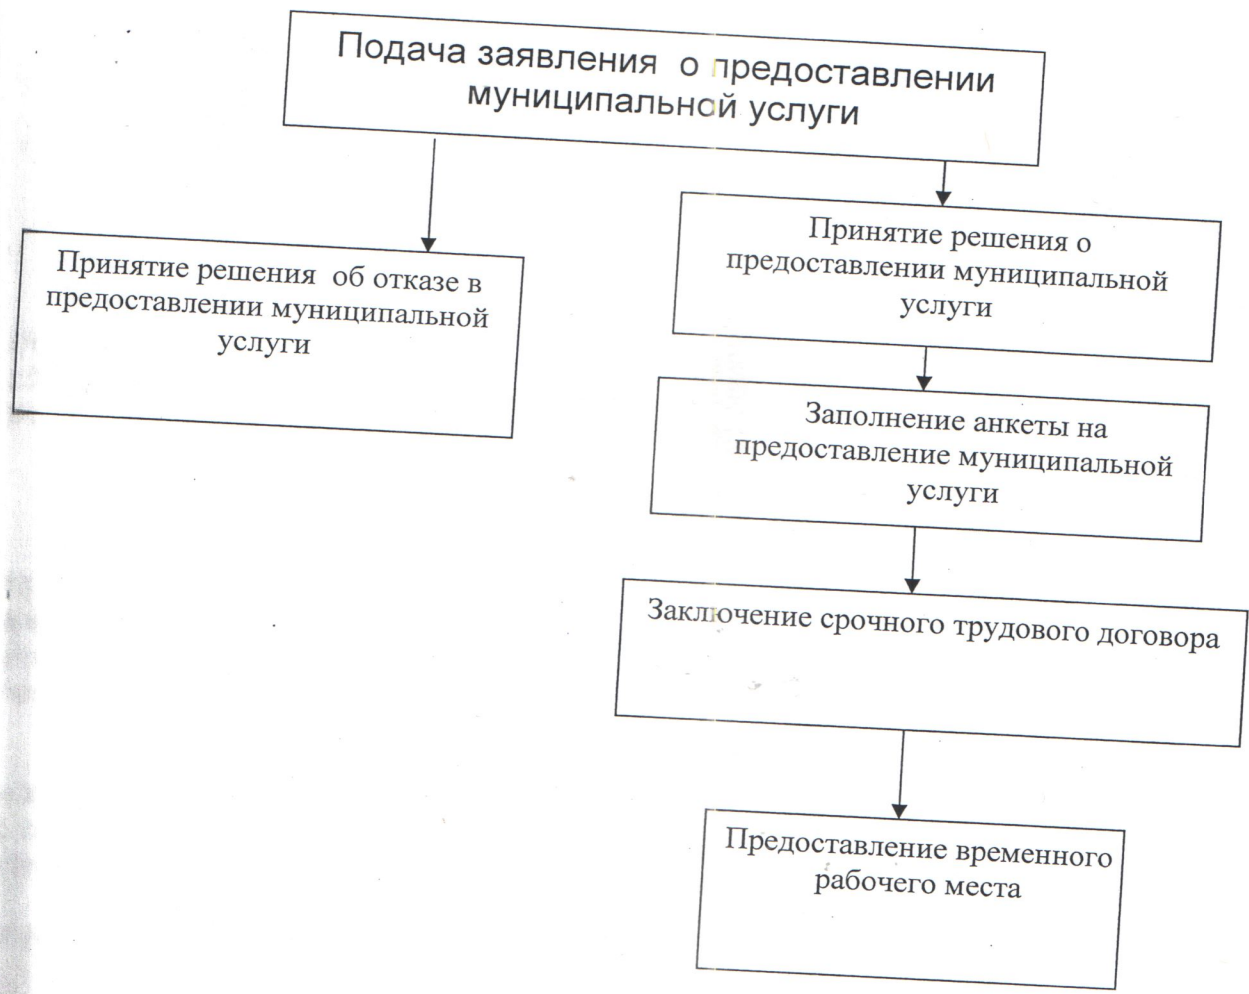 Подача заявления о предоставлении
муниципальной услуги
Принятие решения об отказе в
предоставлении муниципальной
услуги
Принятие решения о
предоставлении муниципальной
услуги
Заполнение анкеты на
предоставление муниципальной
услуги
Заключение срочного трудового договора
Предоставление временного
рабочего места